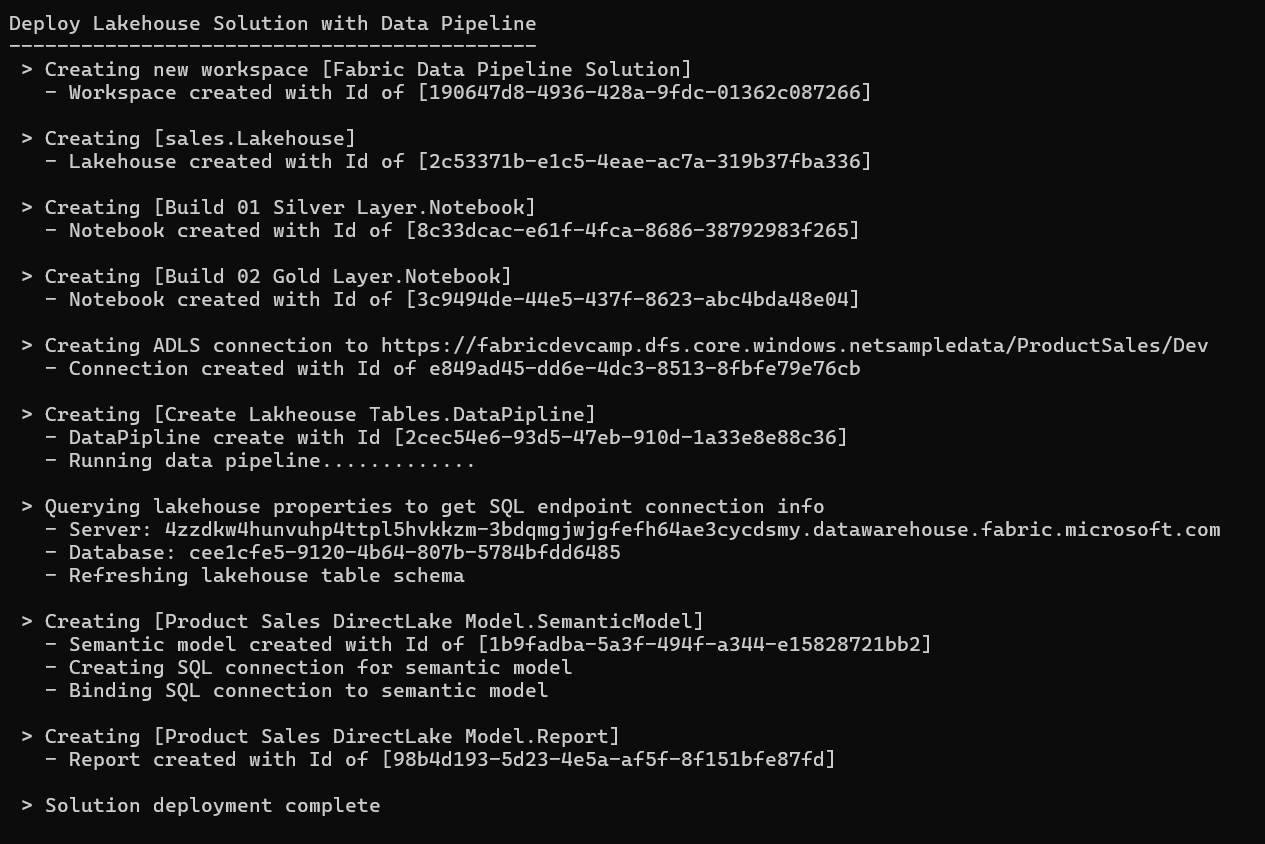 Deploy Lakehouse Solution with Data Pipeline
--------------------------------------------
> Creating new workspace [Fabric Data Pipeline Solution]
- Workspace created with Id of [190647d8-4936-428a-9fdc-01362c087266]
> Creating [sales.Lakehouse]
- Lakehouse created with Id of [2c53371b-e1c5-4eae-ac7a-319b37fba336]
> Creating [Build 01 Silver Layer.Notebook]
- Notebook created with Id of [8c33dcac-e61f-4fca-8686-38792983f265]
> Creating [Build 02 Gold Layer.Notebook]
- Notebook created with Id of [3c9494de-44e5-437f-8623-abc4bda48e04]
> Creating ADLS connection to https://fabricdevcamp.dfs.core.windows.netsampledata/ProductSales/Dev
- Connection created with Id of e849ad45-dd6e-4dc3-8513-8fbfe79e76cb
> Creating [Create Lakheouse Tables.DataPipline]
- DataPipline create with Id [2cec54e6-93d5-47eb-910d-1a33e8e88c36]
- Running data pipeline.............
> Querying lakehouse properties to get SQL endpoint connection info
- Server: 4zzdkw4hunvuhp4ttpl5hvkkzm-3bdqmgjwjgfefh64ae3cycdsmy.datawarehouse.fabric.microsoft.com
- Database: cee1cfe5-9120-4b64-807b-5784bfdd6485
- Refreshing lakehouse table schema
> Creating [Product Sales DirectLake Model.SemanticModel]
- Semantic model created with Id of [1b9fadba-5a3f-494f-a344-e15828721bb2]
- Creating SQL connection for semantic model
- Binding SQL connection to semantic model
> Creating [Product Sales DirectLake Model.Report]
- Report created with Id of [98b4d193-5d23-4e5a-af5f-8f151bfe87fd]
> Solution deployment complete